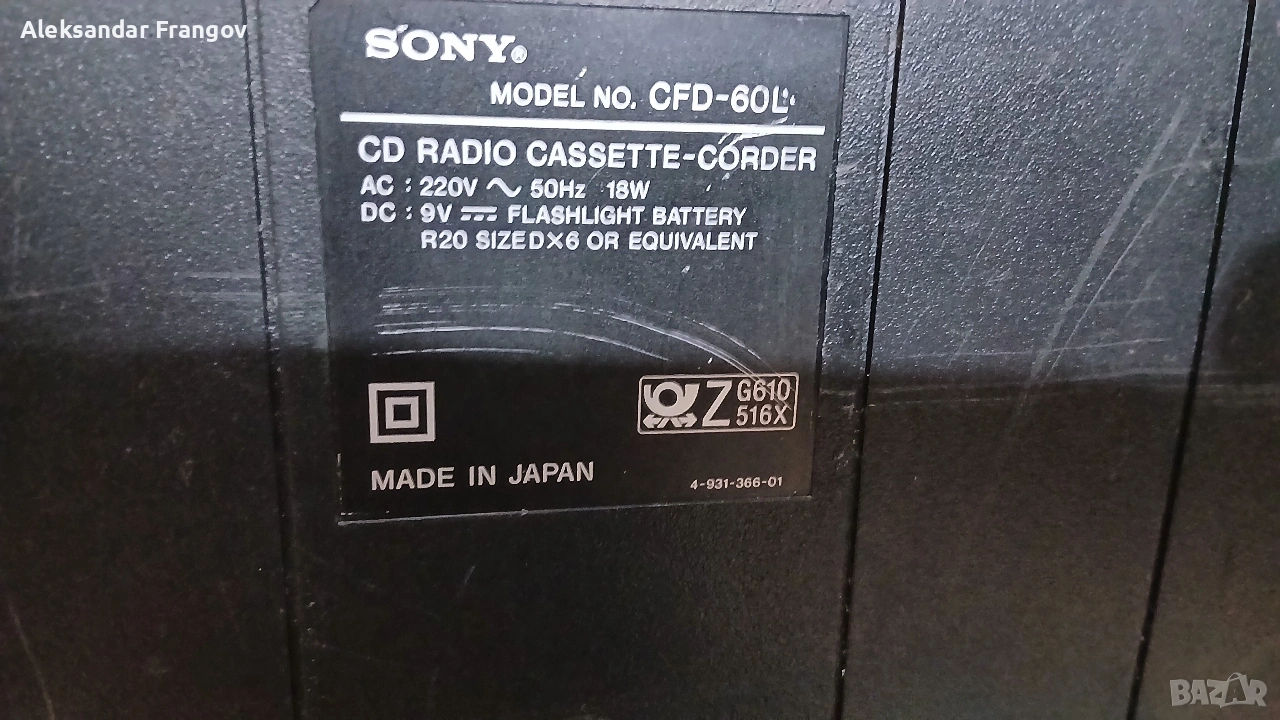 Aleksandar Frangov
SONY®
MODEL NO. CFD-60L
CD RADIO CASSETTE-CORDER
AC : 220V ~ 50Hz 18W
DC : 9V ⎓ FLASHLIGHT BATTERY
R20 SIZE D×6 OR EQUIVALENT
Z G610
516X
MADE IN JAPAN
4-931-366-01
BAZAR